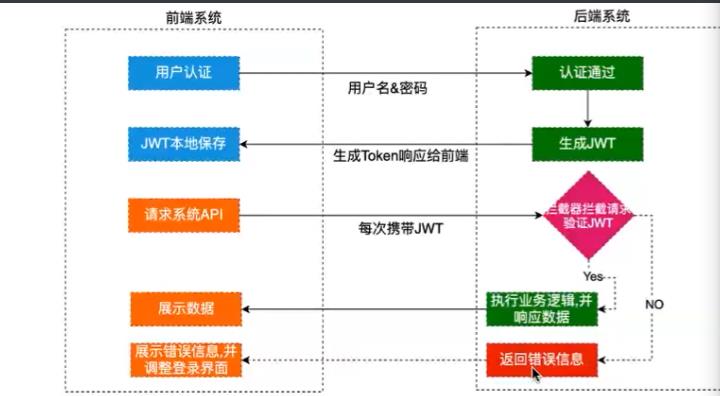 前端系统
后端系统
用户认证
用户名&密码
认证通过
JWT本地保存
生成Token响应给前端
生成JWT
请求系统API
每次携带JWT
拦截器拦截请求
验证JWT
Yes
NO
展示数据
执行业务逻辑,并
响应数据
展示错误信息,并
调整登录界面
返回错误信息